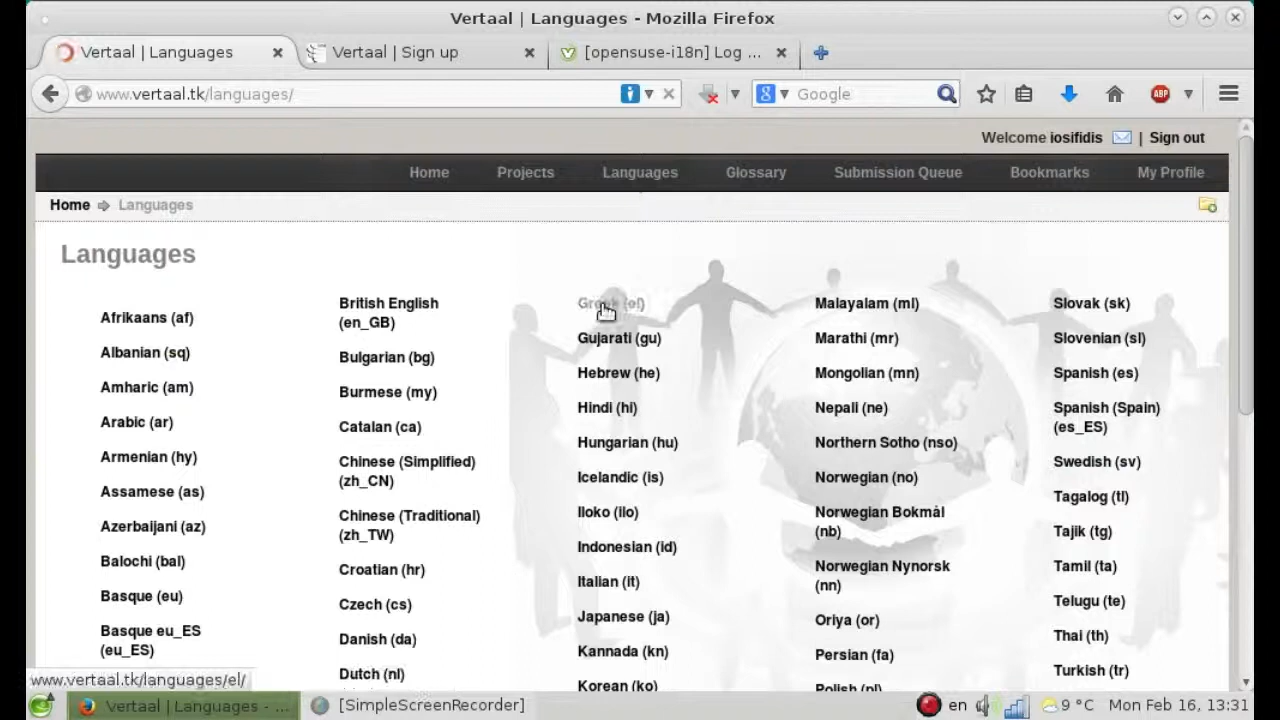 Vertaal | Languages - Mozilla Firefox
Vertaal | Languages
Vertaal | Sign up
[opensuse-i18n] Log ...
www.vertaal.tk/languages/
Google
ABP
Welcome iosifidis | Sign out
Home
Projects
Languages
Glossary
Submission Queue
Bookmarks
My Profile
Home
Languages
Languages
Afrikaans (af)
Albanian (sq)
Amharic (am)
Arabic (ar)
Armenian (hy)
Assamese (as)
Azerbaijani (az)
Balochi (bal)
Basque (eu)
Basque eu_ES
(eu_ES)
British English
(en_GB)
Bulgarian (bg)
Burmese (my)
Catalan (ca)
Chinese (Simplified)
(zh_CN)
Chinese (Traditional)
(zh_TW)
Croatian (hr)
Czech (cs)
Danish (da)
Dutch (nl)
Greek (el)
Gujarati (gu)
Hebrew (he)
Hindi (hi)
Hungarian (hu)
Icelandic (is)
Iloko (ilo)
Indonesian (id)
Italian (it)
Japanese (ja)
Kannada (kn)
Korean (ko)
Malayalam (ml)
Marathi (mr)
Mongolian (mn)
Nepali (ne)
Northern Sotho (nso)
Norwegian (no)
Norwegian Bokmål
(nb)
Norwegian Nynorsk
(nn)
Oriya (or)
Persian (fa)
Polish (pl)
Slovak (sk)
Slovenian (sl)
Spanish (es)
Spanish (Spain)
(es_ES)
Swedish (sv)
Tagalog (tl)
Tajik (tg)
Tamil (ta)
Telugu (te)
Thai (th)
Turkish (tr)
www.vertaal.tk/languages/el/
Vertaal | Languages - ...
[SimpleScreenRecorder]
en
9 °C
Mon Feb 16, 13:31